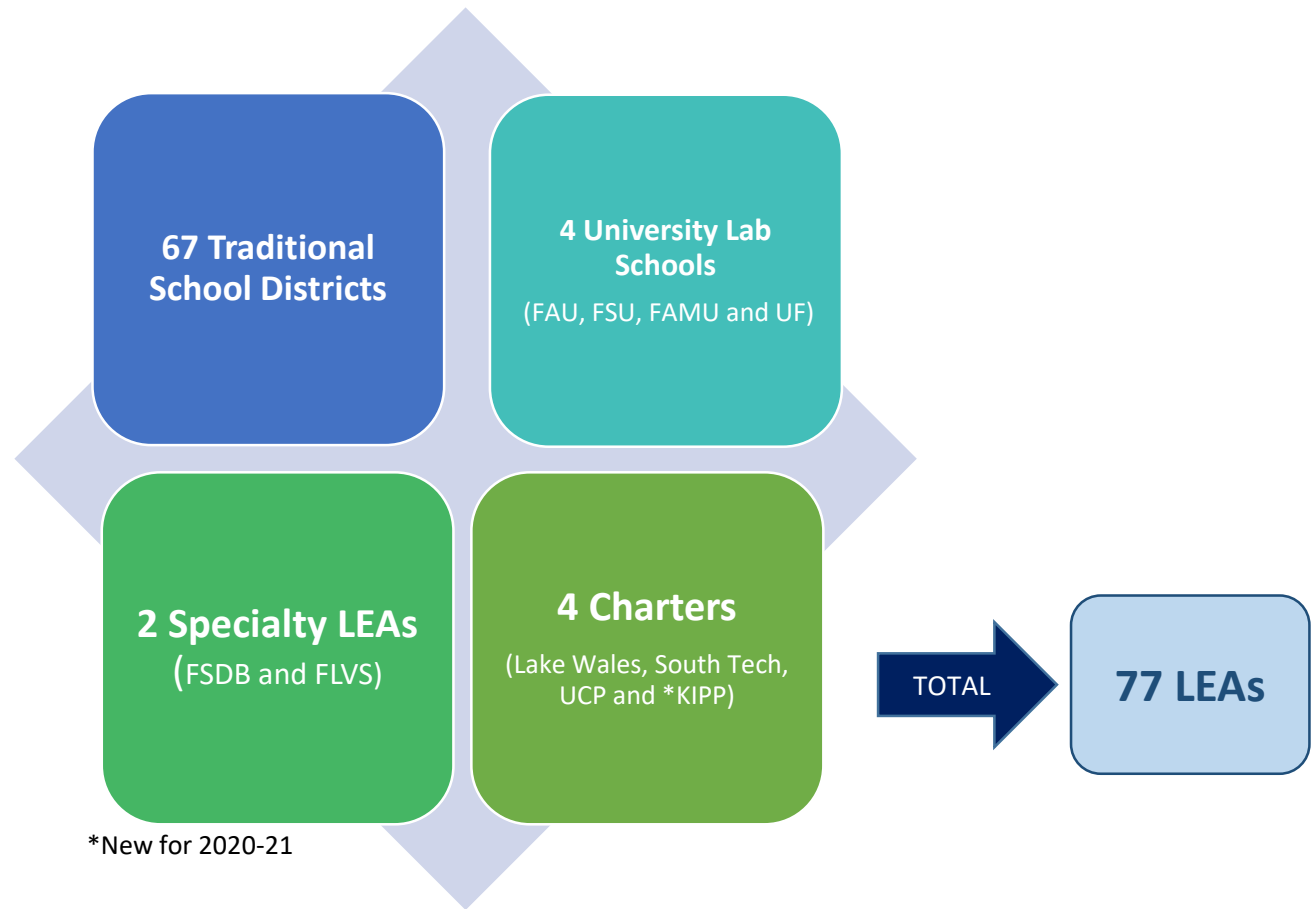 67 Traditional
School Districts
4 University Lab
Schools
(FAU, FSU, FAMU and UF)
2 Specialty LEAs
(FSDB and FLVS)
4 Charters
(Lake Wales, South Tech,
UCP and *KIPP)
TOTAL
77 LEAs
*New for 2020-21